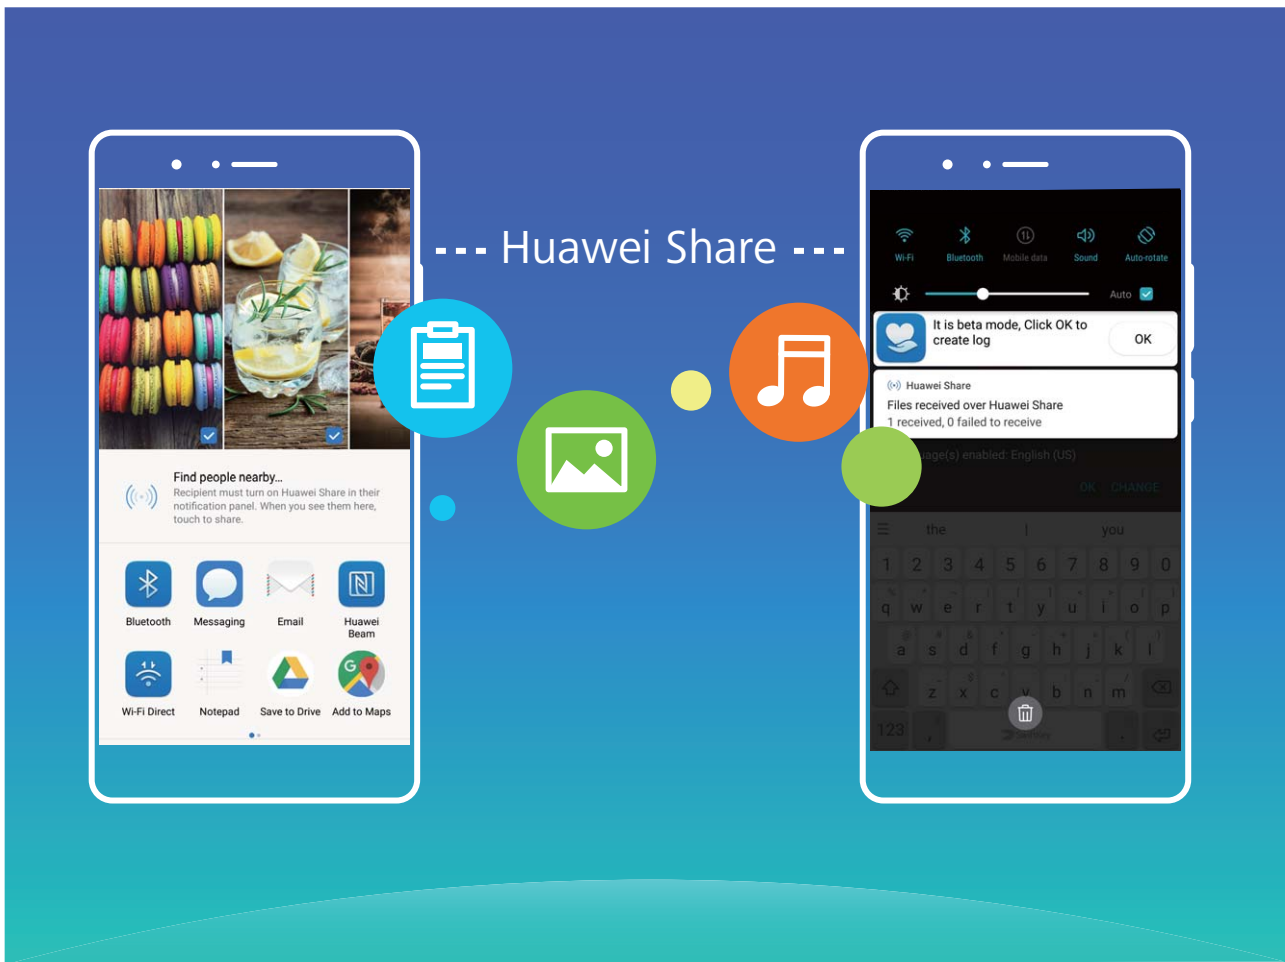 --- Huawei Share ---
Find people nearby...
Recipient must turn on Huawei Share in their
notification panel. When you see them here,
touch to share.
Bluetooth
Messaging
Email
Huawei
Beam
Wi-Fi Direct
Notepad
Save to Drive
G
Add to Maps
Wi-Fi
Bluetooth
Mobile data
Sound
Auto-rotate
Auto
It is beta mode, Click OK to
create log
OK
Huawei Share
Files received over Huawei Share
1 received, 0 failed to receive
enabled: English (US)
OK CHANGE
the I you
1 2 3 4 5 6 7 8 9 0
q w e r t y u i o p
a s d f g h j k l
z x c v b n m
123 , .